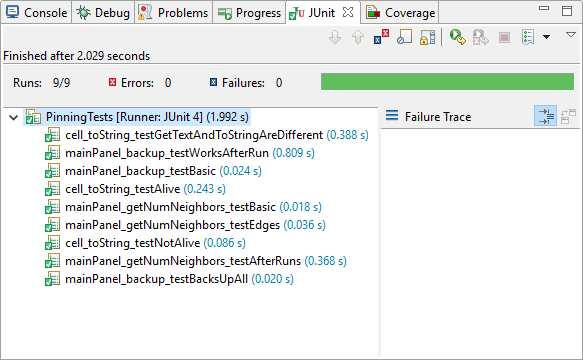 Console Debug Problems Progress JUnit Coverage
Finished after 2.029 seconds
Runs: 9/9 Errors: 0 Failures: 0
PinningTests [Runner: JUnit 4] (1.992 s)
Failure Trace
cell_toString_testGetTextAndToStringAreDifferent (0.388 s)
mainPanel_backup_testWorksAfterRun (0.809 s)
mainPanel_backup_testBasic (0.024 s)
cell_toString_testAlive (0.243 s)
mainPanel_getNumNeighbors_testBasic (0.018 s)
mainPanel_getNumNeighbors_testEdges (0.036 s)
cell_toString_testNotAlive (0.086 s)
mainPanel_getNumNeighbors_testAfterRuns (0.368 s)
mainPanel_backup_testBacksUpAll (0.020 s)